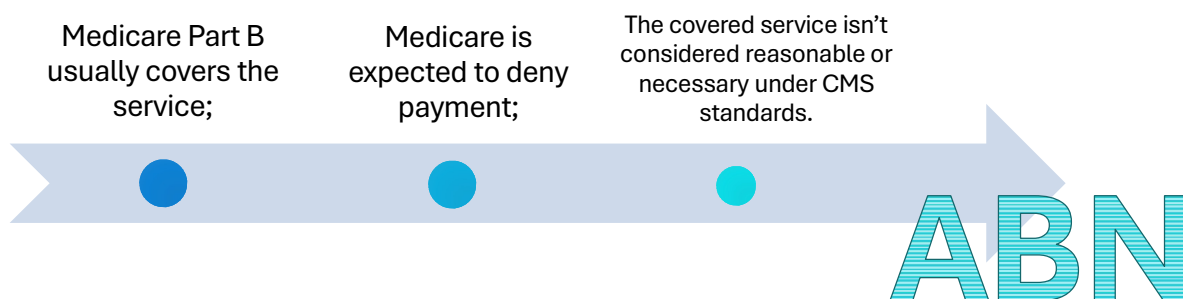 Medicare Part B
usually covers the
service;
Medicare is
expected to deny
payment;
The covered service isn’t
considered reasonable or
necessary under CMS
standards.
ABN